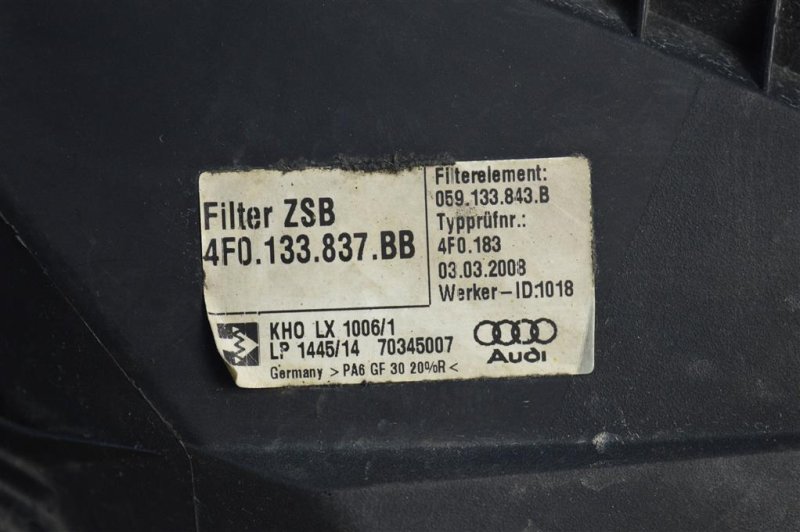 Filter ZSB
4F0.133.837.BB
Filterelement:
059.133.843.B
Typprüfnr.:
4F0.183
03.03.2008
Werker-ID:1018
KHO LX 1006/1
LP 1445/14 70345007
Germany >PA6 GF 30 20%R<
Audi